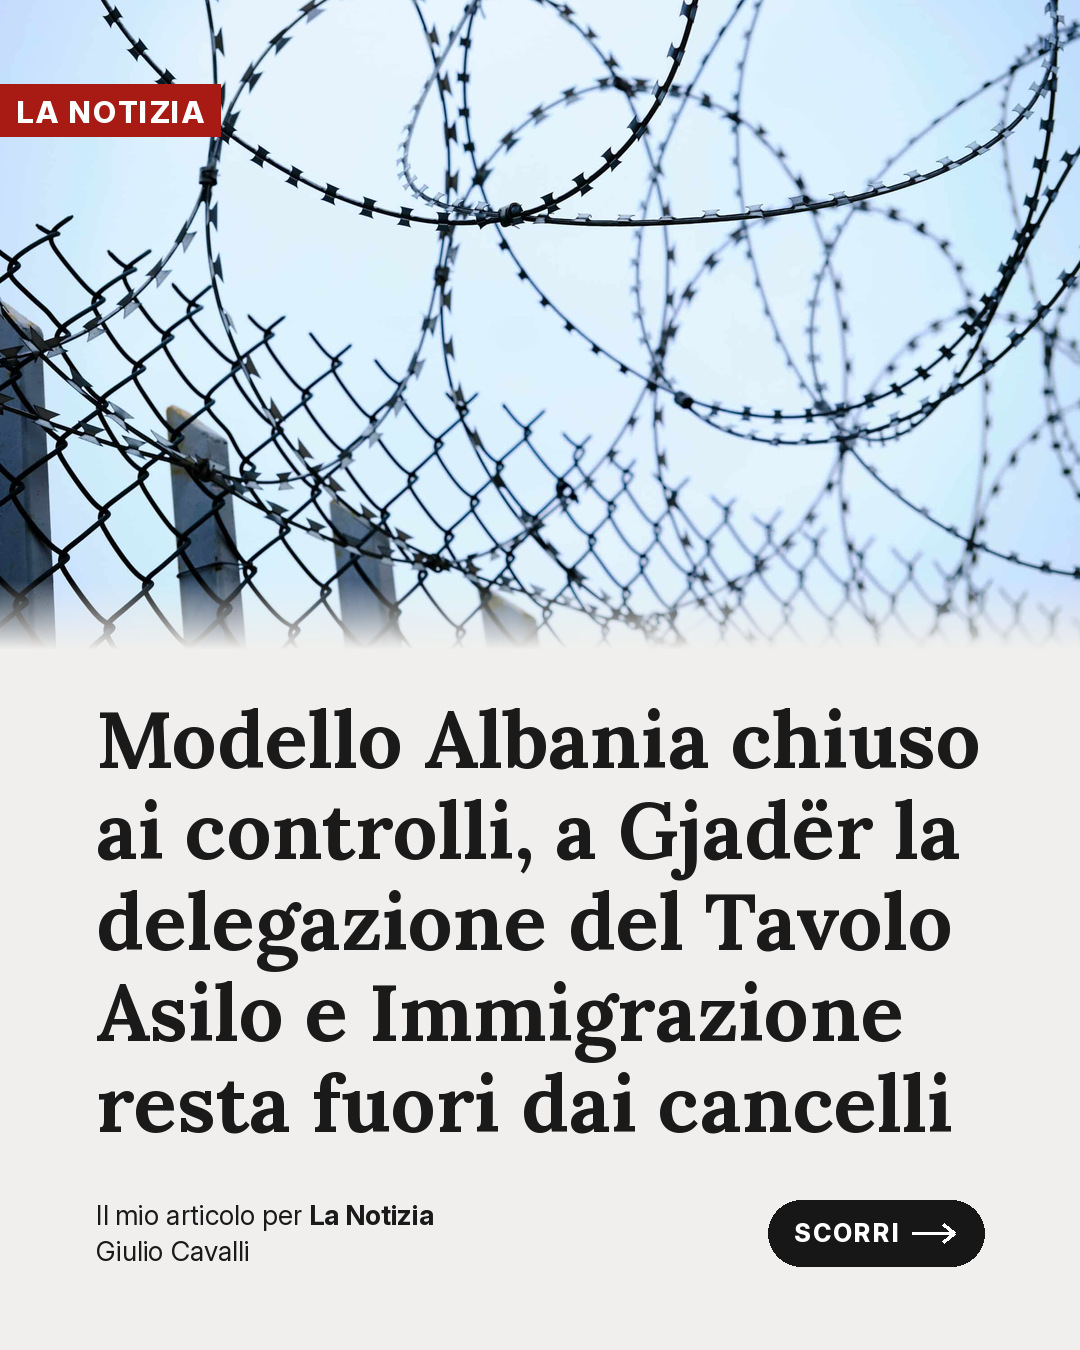 LA NOTIZIA
Modello Albania chiuso
ai controlli, a Gjadër la
delegazione del Tavolo
Asilo e Immigrazione
resta fuori dai cancelli
Il mio articolo per La Notizia
Giulio Cavalli
SCORRI